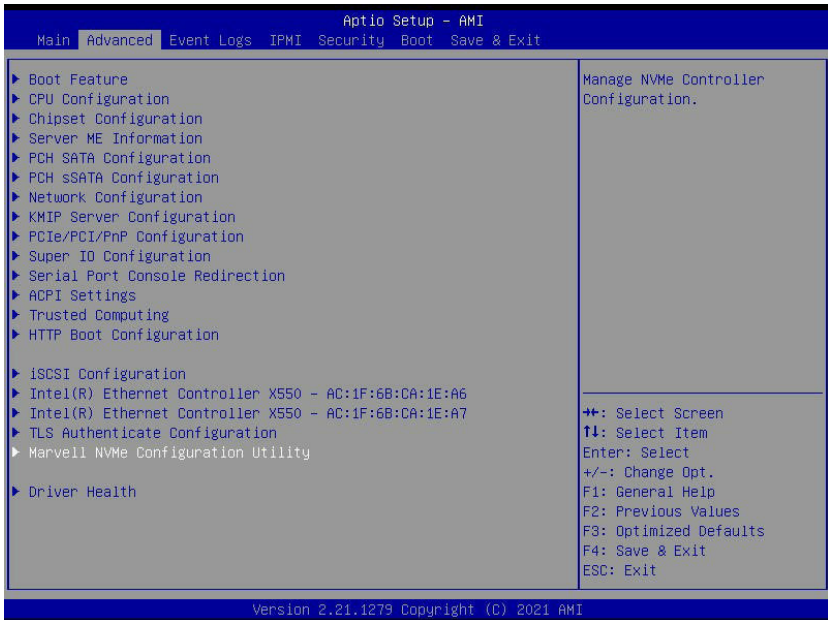 Aptio Setup – AMI
Main Advanced Event Logs IPMI Security Boot Save & Exit
▶ Boot Feature
▶ CPU Configuration
▶ Chipset Configuration
▶ Server ME Information
▶ PCH SATA Configuration
▶ PCH sSATA Configuration
▶ Network Configuration
▶ KMIP Server Configuration
▶ PCIe/PCI/PnP Configuration
▶ Super IO Configuration
▶ Serial Port Console Redirection
▶ ACPI Settings
▶ Trusted Computing
▶ HTTP Boot Configuration
▶ iSCSI Configuration
▶ Intel(R) Ethernet Controller X550 – AC:1F:6B:CA:1E:A6
▶ Intel(R) Ethernet Controller X550 – AC:1F:6B:CA:1E:A7
▶ TLS Authenticate Configuration
▶ Marvell NVMe Configuration Utility
▶ Driver Health
Manage NVMe Controller
Configuration.
→←: Select Screen
↑↓: Select Item
Enter: Select
+/-: Change Opt.
F1: General Help
F2: Previous Values
F3: Optimized Defaults
F4: Save & Exit
ESC: Exit
Version 2.21.1279 Copyright (C) 2021 AMI